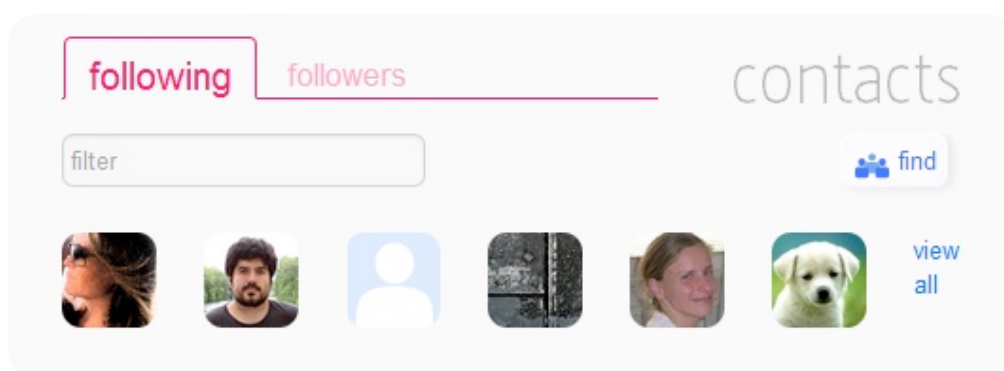 following followers
contacts
filter
find
view
all